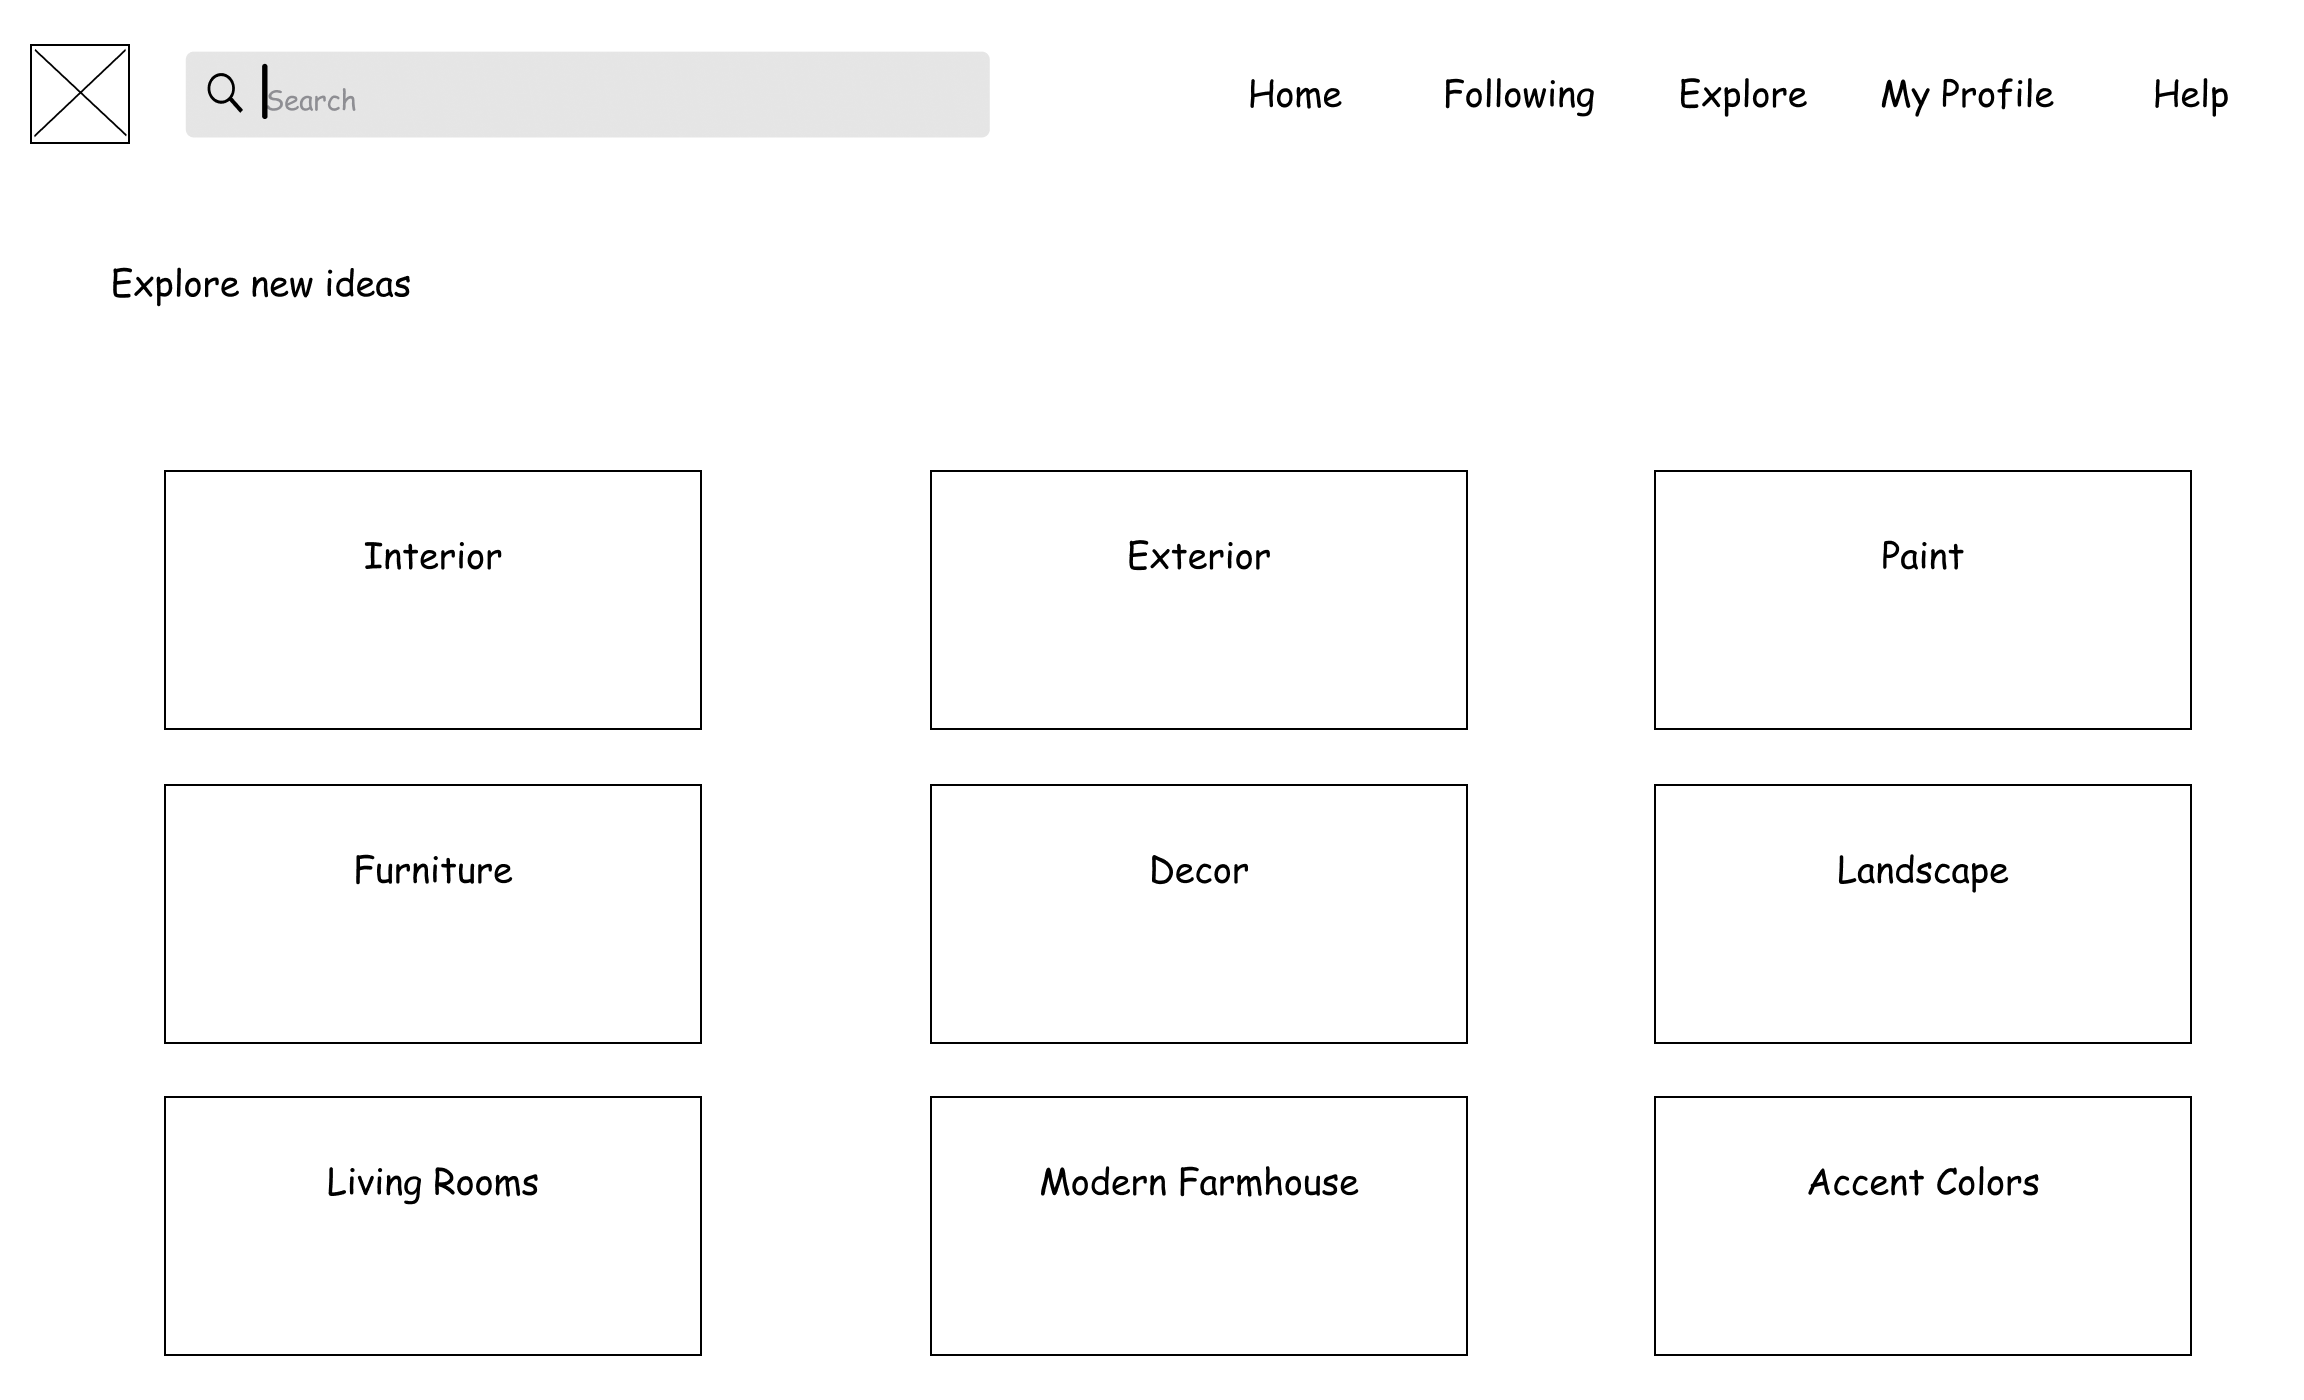 Search
Home Following Explore My Profile Help
Explore new ideas
Interior Exterior Paint
Furniture Decor Landscape
Living Rooms Modern Farmhouse Accent Colors